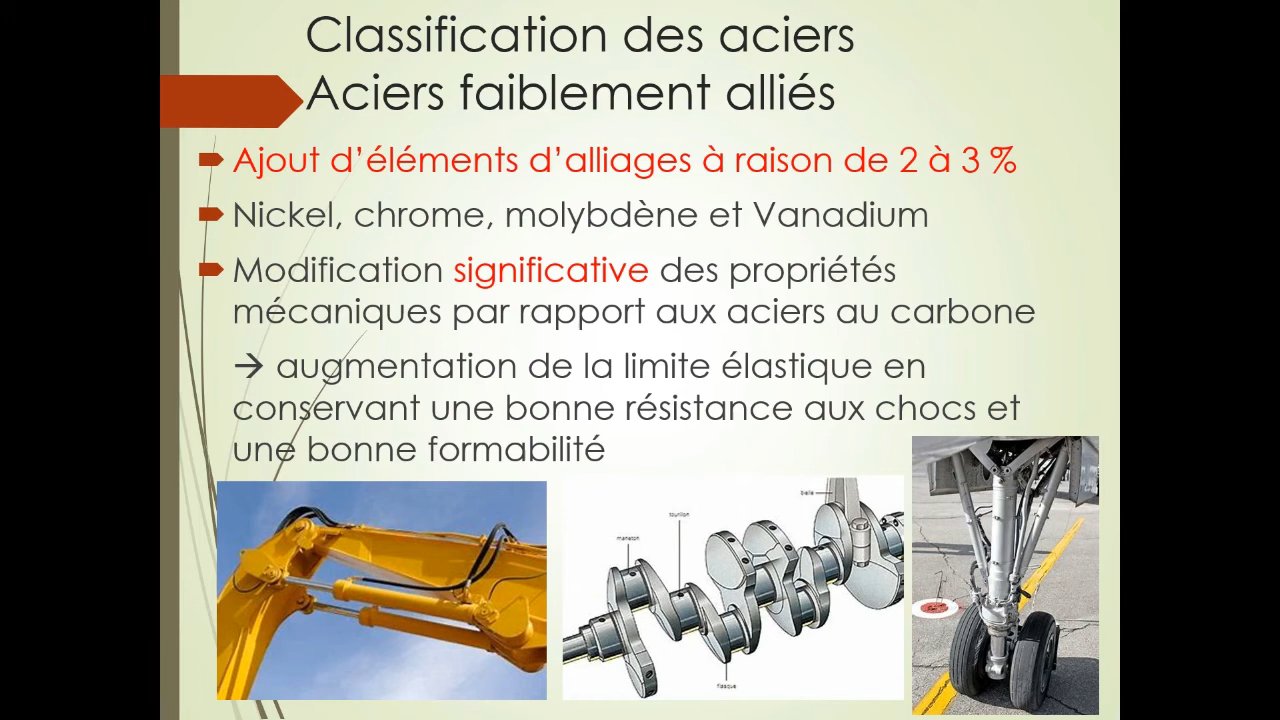 Classification des aciers
Aciers faiblement alliés
Ajout d’éléments d’alliages à raison de 2 à 3 %
Nickel, chrome, molybdène et Vanadium
Modification significative des propriétés
mécaniques par rapport aux aciers au carbone
→ augmentation de la limite élastique en
conservant une bonne résistance aux chocs et
une bonne formabilité
bielle
tourillon
maneton
flasque